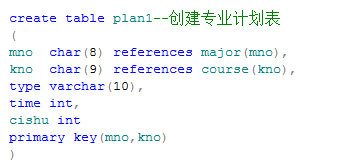 create table plan1--创建专业计划表
(
mno  char(8) references major(mno),
kno  char(9) references course(kno),
type varchar(10),
time int,
cishu int
primary key(mno,kno)
)